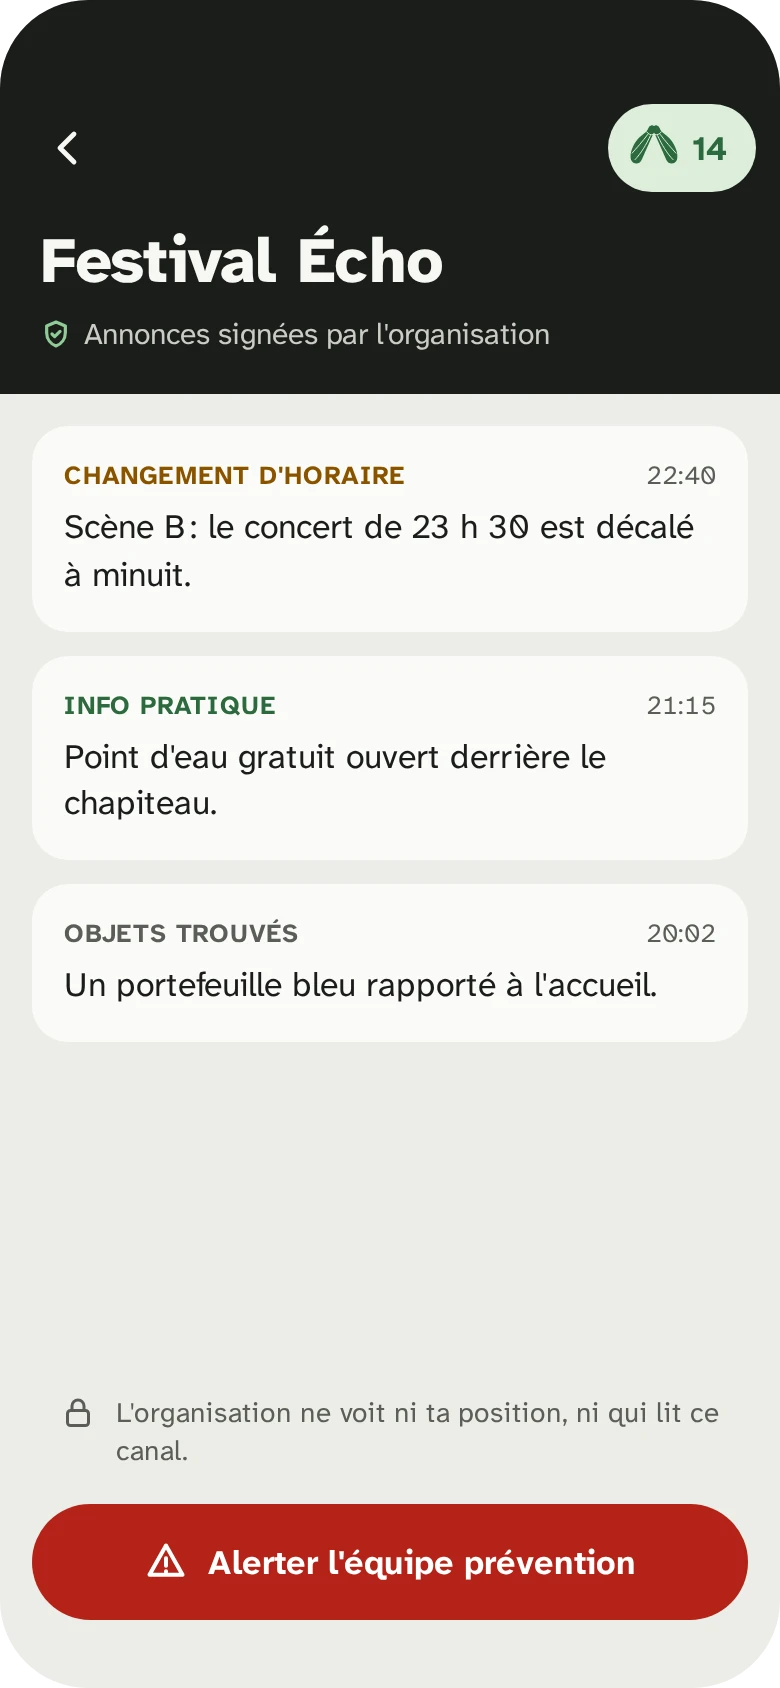 14
Festival Écho
Annonces signées par l'organisation
CHANGEMENT D'HORAIRE 22:40
Scène B : le concert de 23 h 30 est décalé
à minuit.
INFO PRATIQUE 21:15
Point d'eau gratuit ouvert derrière le
chapiteau.
OBJETS TROUVÉS 20:02
Un portefeuille bleu rapporté à l'accueil.
L'organisation ne voit ni ta position, ni qui lit ce
canal.
Alerter l'équipe prévention